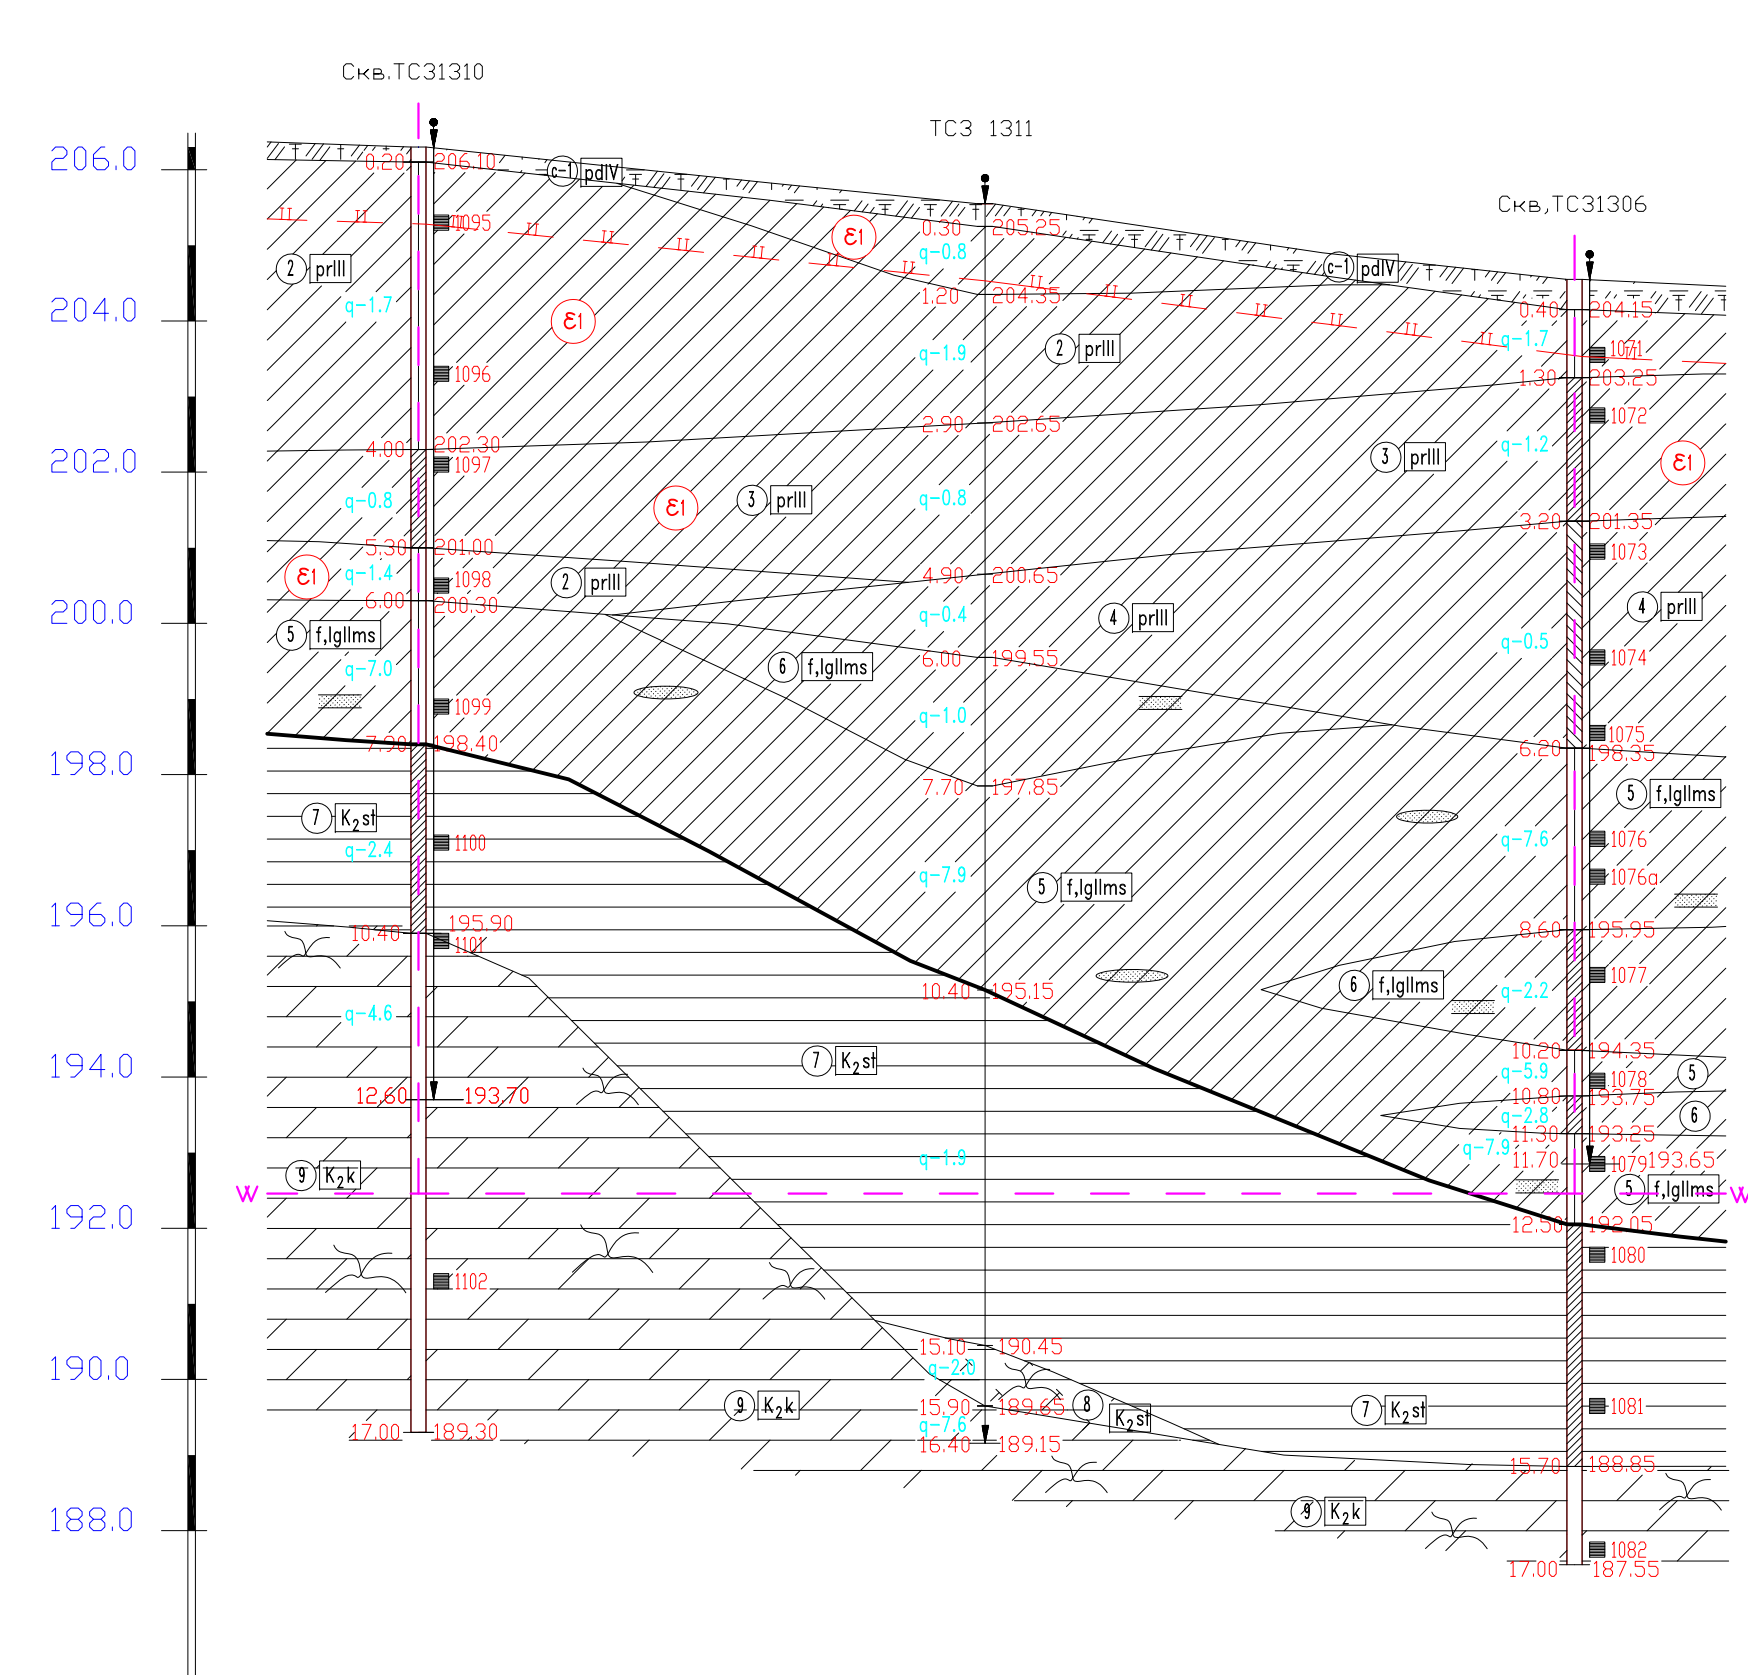 Скв.ТС31310
ТСЗ 1311
Скв,ТС31306
206.0
204.0
202.0
200.0
198.0
196.0
194.0
192.0
190.0
188.0
0.20 206.10
1095
2 prIII
q-1.7
1096
4.00 202.30
1097
q-0.8
5.30 201.00
q-1.4
1098
6.00 200.30
5 f,lgIIms
q-7.0
1099
7.90 198.40
7 K2st
q-2.4
1100
195.90
10.40
1101
q-4.6
12.60 193.70
9 K2k
W
1102
17.00 189.30
c-1 pdIV
ε1
ε1
ε1
ε1
ε1
3 prIII
2 prIII
6 f,lgIIms
0.30 205.25
q-0.8
1.20 204.35
q-1.9
2 prIII
2.90 202.65
q-0.8
4.90 200.65
q-0.4
4 prIII
6.00 199.55
q-1.0
7.70 197.85
q-7.9
5 f,lgIIms
10.40 195.15
7 K2st
q-1.9
15.10 190.45
q-2.0
15.90 189.65
8
K2st
q-7.6
16.40 189.15
9 K2k
c-1 pdIV
0.40 204.15
q-1.7
1071
1.30 203.25
1072
q-1.2
3 prIII
3.20 201.35
1073
4 prIII
q-0.5
1074
1075
6.20 198.35
5 f,lgIIms
q-7.6
1076
1076а
8.60 195.95
6 f,lgIIms
1077
q-2.2
10.20 194.35
q-5.9
1078
5
10.80 193.75
q-2.8
6
11.30 193.25
q-7.9
11.70
1079 193.65
5 f,lgIIms
W
12.50 192.05
1080
7 K2st
1081
15.70 188.85
9 K2k
1082
17.00 187.55